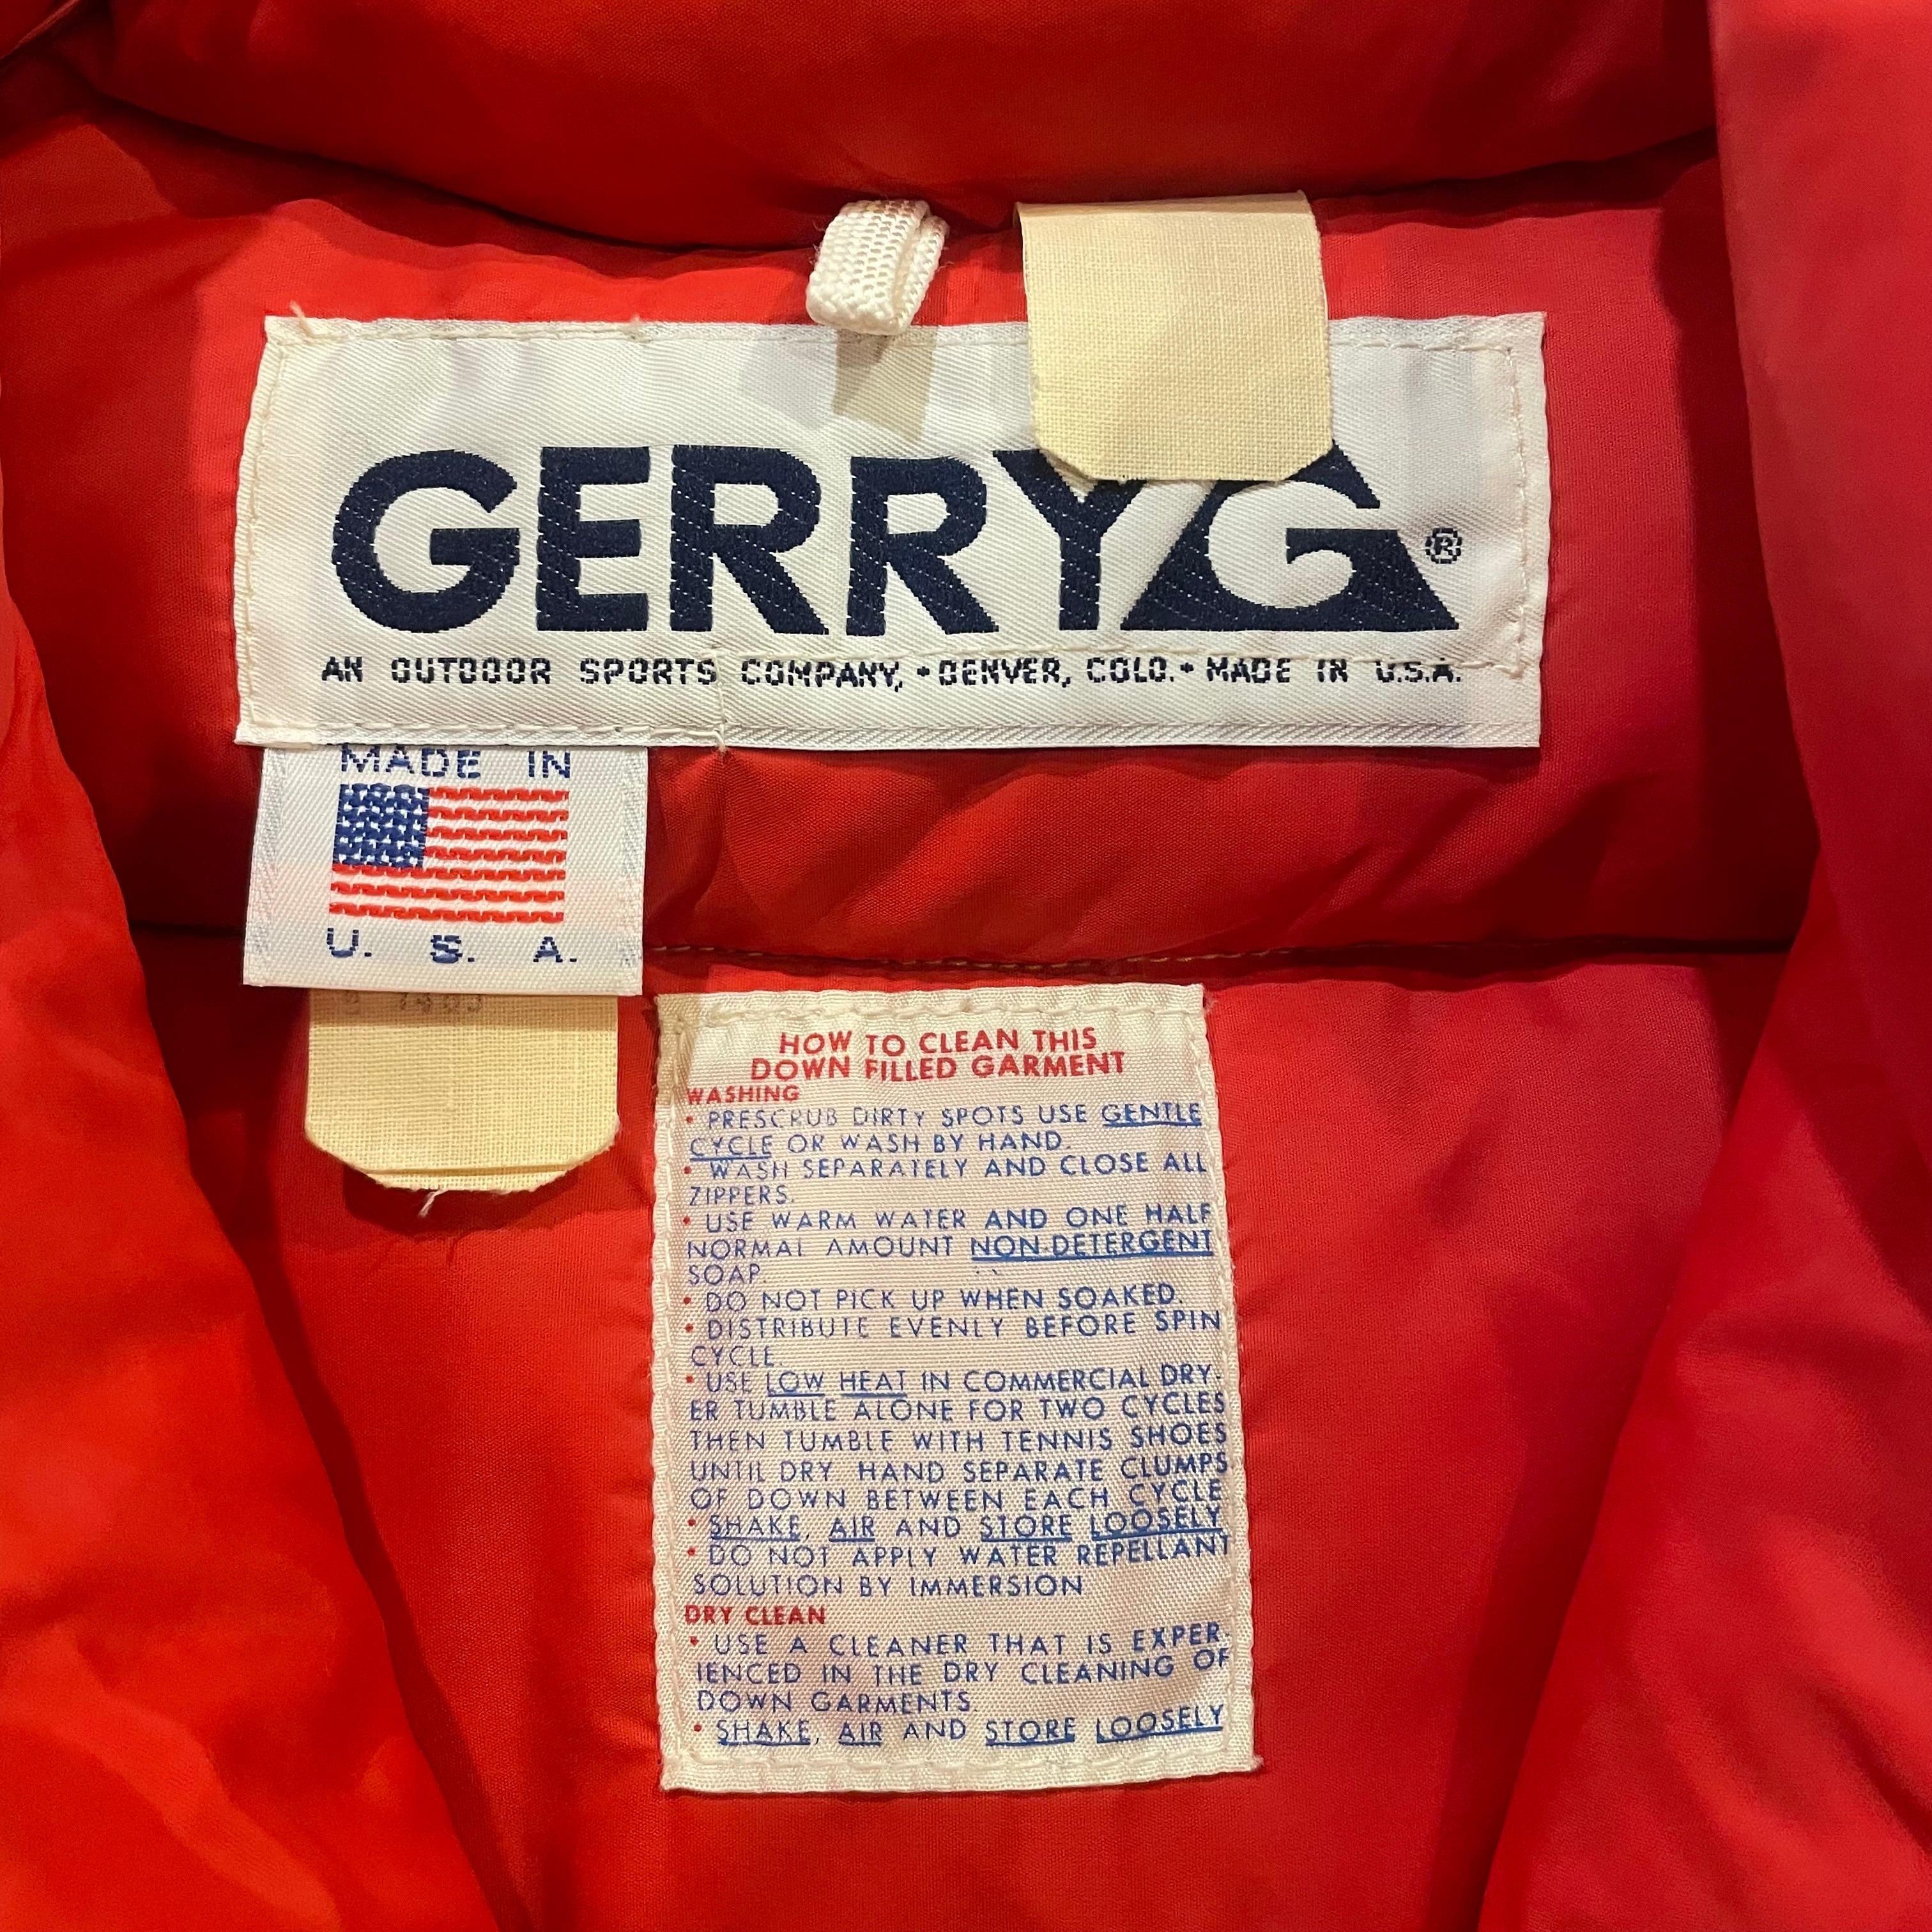 GERRY G ®
AN OUTDOOR SPORTS COMPANY, • DENVER, COLO. • MADE IN U.S.A.
MADE IN
U. S. A.
HOW TO CLEAN THIS
DOWN FILLED GARMENT
WASHING
• PRESCRUB DIRTY SPOTS USE GENTLE
CYCLE OR WASH BY HAND.
• WASH SEPARATELY AND CLOSE ALL
ZIPPERS.
• USE WARM WATER AND ONE HALF
NORMAL AMOUNT NON-DETERGENT
SOAP.
• DO NOT PICK UP WHEN SOAKED.
• DISTRIBUTE EVENLY BEFORE SPIN
CYCLE
• USE LOW HEAT IN COMMERCIAL DRY-
ER TUMBLE ALONE FOR TWO CYCLES
THEN TUMBLE WITH TENNIS SHOES
UNTIL DRY HAND SEPARATE CLUMPS
OF DOWN BETWEEN EACH CYCLE
• SHAKE, AIR AND STORE LOOSELY
• DO NOT APPLY WATER REPELLANT
SOLUTION BY IMMERSION
DRY CLEAN
• USE A CLEANER THAT IS EXPER-
IENCED IN THE DRY CLEANING OF
DOWN GARMENTS
• SHAKE, AIR AND STORE LOOSELY